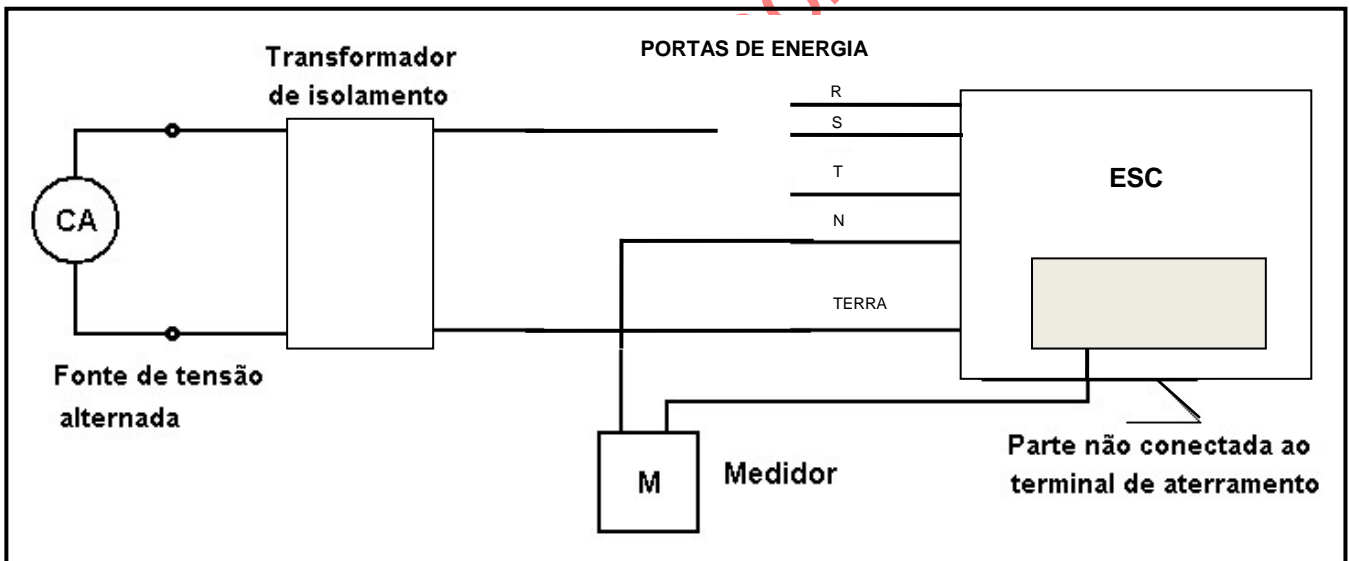 PORTAS DE ENERGIA
Transformador
de isolamento
R
S
T
N
TERRA
ESC
CA
Fonte de tensão
alternada
M
Medidor
Parte não conectada ao
terminal de aterramento